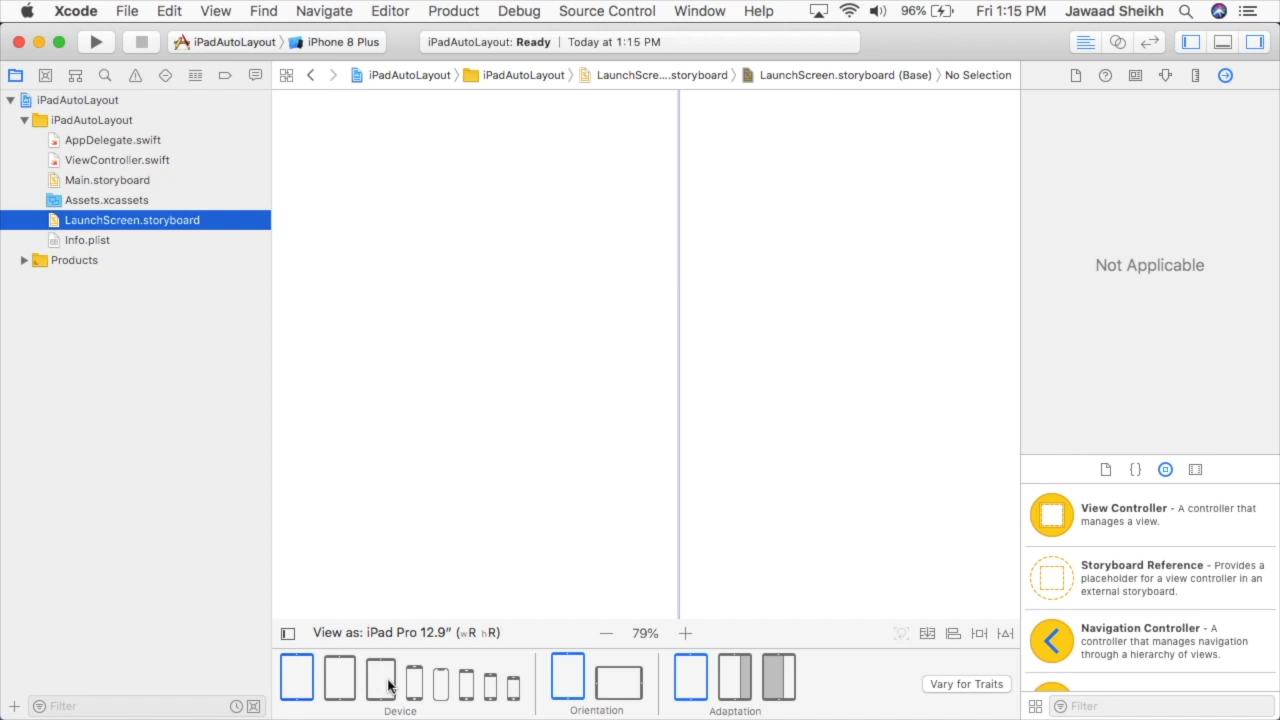 Xcode File Edit View Find Navigate Editor Product Debug Source Control Window Help 96% Fri 1:15 PM Jawaad Sheikh
iPadAutoLayout iPhone 8 Plus iPadAutoLayout: Ready Today at 1:15 PM
iPadAutoLayout iPadAutoLayout LaunchScre....storyboard LaunchScreen.storyboard (Base) No Selection
iPadAutoLayout
iPadAutoLayout
AppDelegate.swift
ViewController.swift
Main.storyboard
Assets.xcassets
LaunchScreen.storyboard
Info.plist
Products
Not Applicable
View Controller - A controller that
manages a view.
Storyboard Reference - Provides a
placeholder for a view controller in an
external storyboard.
Navigation Controller - A
controller that manages navigation
through a hierarchy of views.
View as: iPad Pro 12.9” (wR hR) 79%
Vary for Traits
Device Orientation Adaptation
Filter
Filter